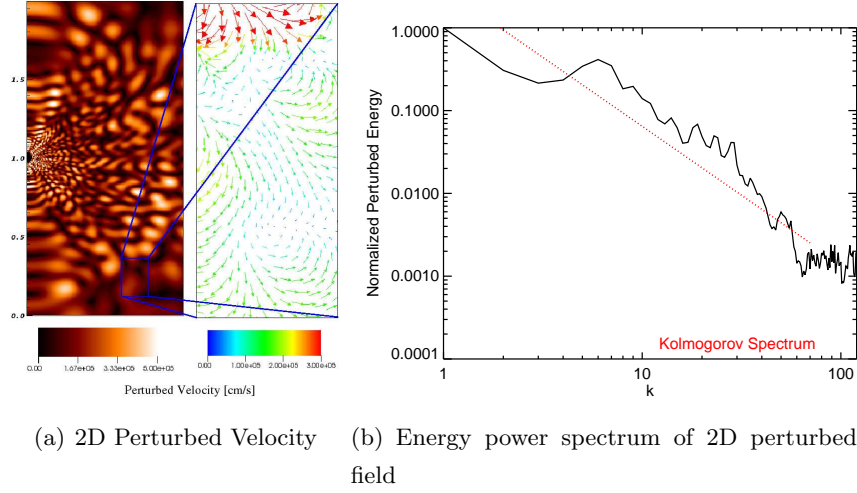 1.5
1.0
0.5
0.0
0.00 1.67e+05 3.33e+05 5.00e+05
0.00 1.00e+05 2.00e+05 3.00e+05
Perturbed Velocity [cm/s]
(a) 2D Perturbed Velocity
Normalized Perturbed Energy
1.0000
0.1000
0.0100
0.0010
0.0001
Kolmogorov Spectrum
1 10 100
k
(b) Energy power spectrum of 2D perturbed
field